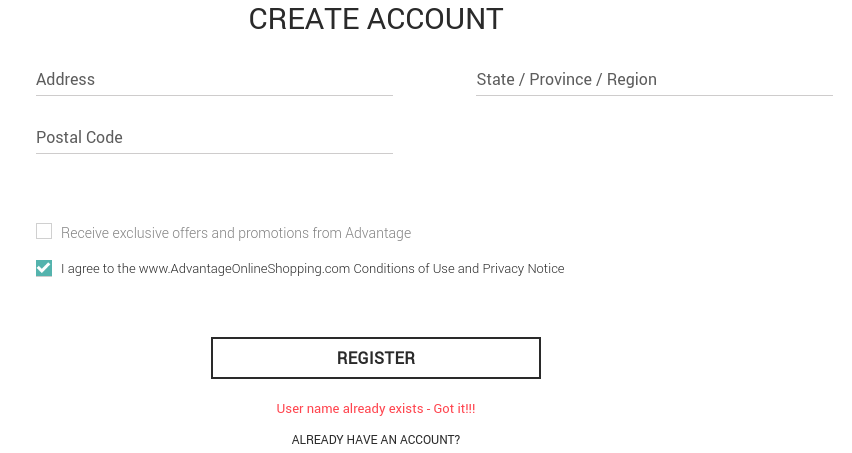 CREATE ACCOUNT
Address
State / Province / Region
Postal Code
Receive exclusive offers and promotions from Advantage
I agree to the www.AdvantageOnlineShopping.com Conditions of Use and Privacy Notice
REGISTER
User name already exists - Got it!!!
ALREADY HAVE AN ACCOUNT?